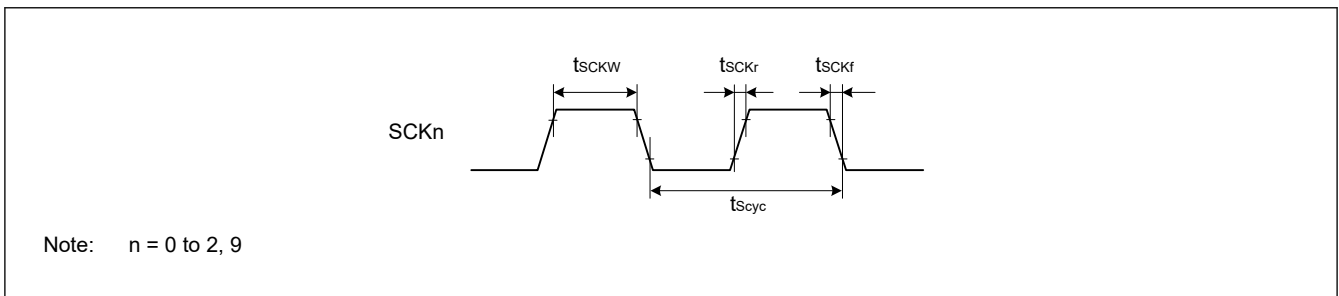 tSCKW tSCKr tSCKf
SCKn
tScyc
Note: n = 0 to 2, 9